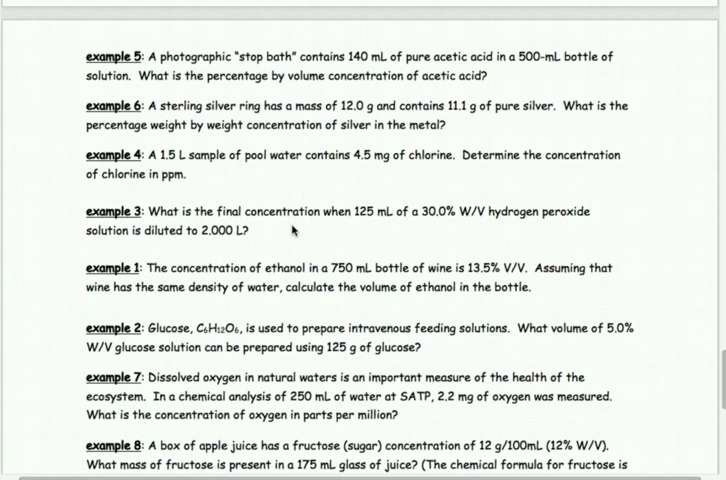 example 5: A photographic "stop bath" contains 140 mL of pure acetic acid in a 500-mL bottle of
solution. What is the percentage by volume concentration of acetic acid?
example 6: A sterling silver ring has a mass of 12.0 g and contains 11.1 g of pure silver. What is the
percentage weight by weight concentration of silver in the metal?
example 4: A 1.5 L sample of pool water contains 4.5 mg of chlorine. Determine the concentration
of chlorine in ppm.
example 3: What is the final concentration when 125 mL of a 30.0% W/V hydrogen peroxide
solution is diluted to 2.000 L?
example 1: The concentration of ethanol in a 750 mL bottle of wine is 13.5% V/V. Assuming that
wine has the same density of water, calculate the volume of ethanol in the bottle.
example 2: Glucose, C₆H₁₂O₆, is used to prepare intravenous feeding solutions. What volume of 5.0%
W/V glucose solution can be prepared using 125 g of glucose?
example 7: Dissolved oxygen in natural waters is an important measure of the health of the
ecosystem. In a chemical analysis of 250 mL of water at SATP, 2.2 mg of oxygen was measured.
What is the concentration of oxygen in parts per million?
example 8: A box of apple juice has a fructose (sugar) concentration of 12 g/100mL (12% W/V).
What mass of fructose is present in a 175 mL glass of juice? (The chemical formula for fructose is